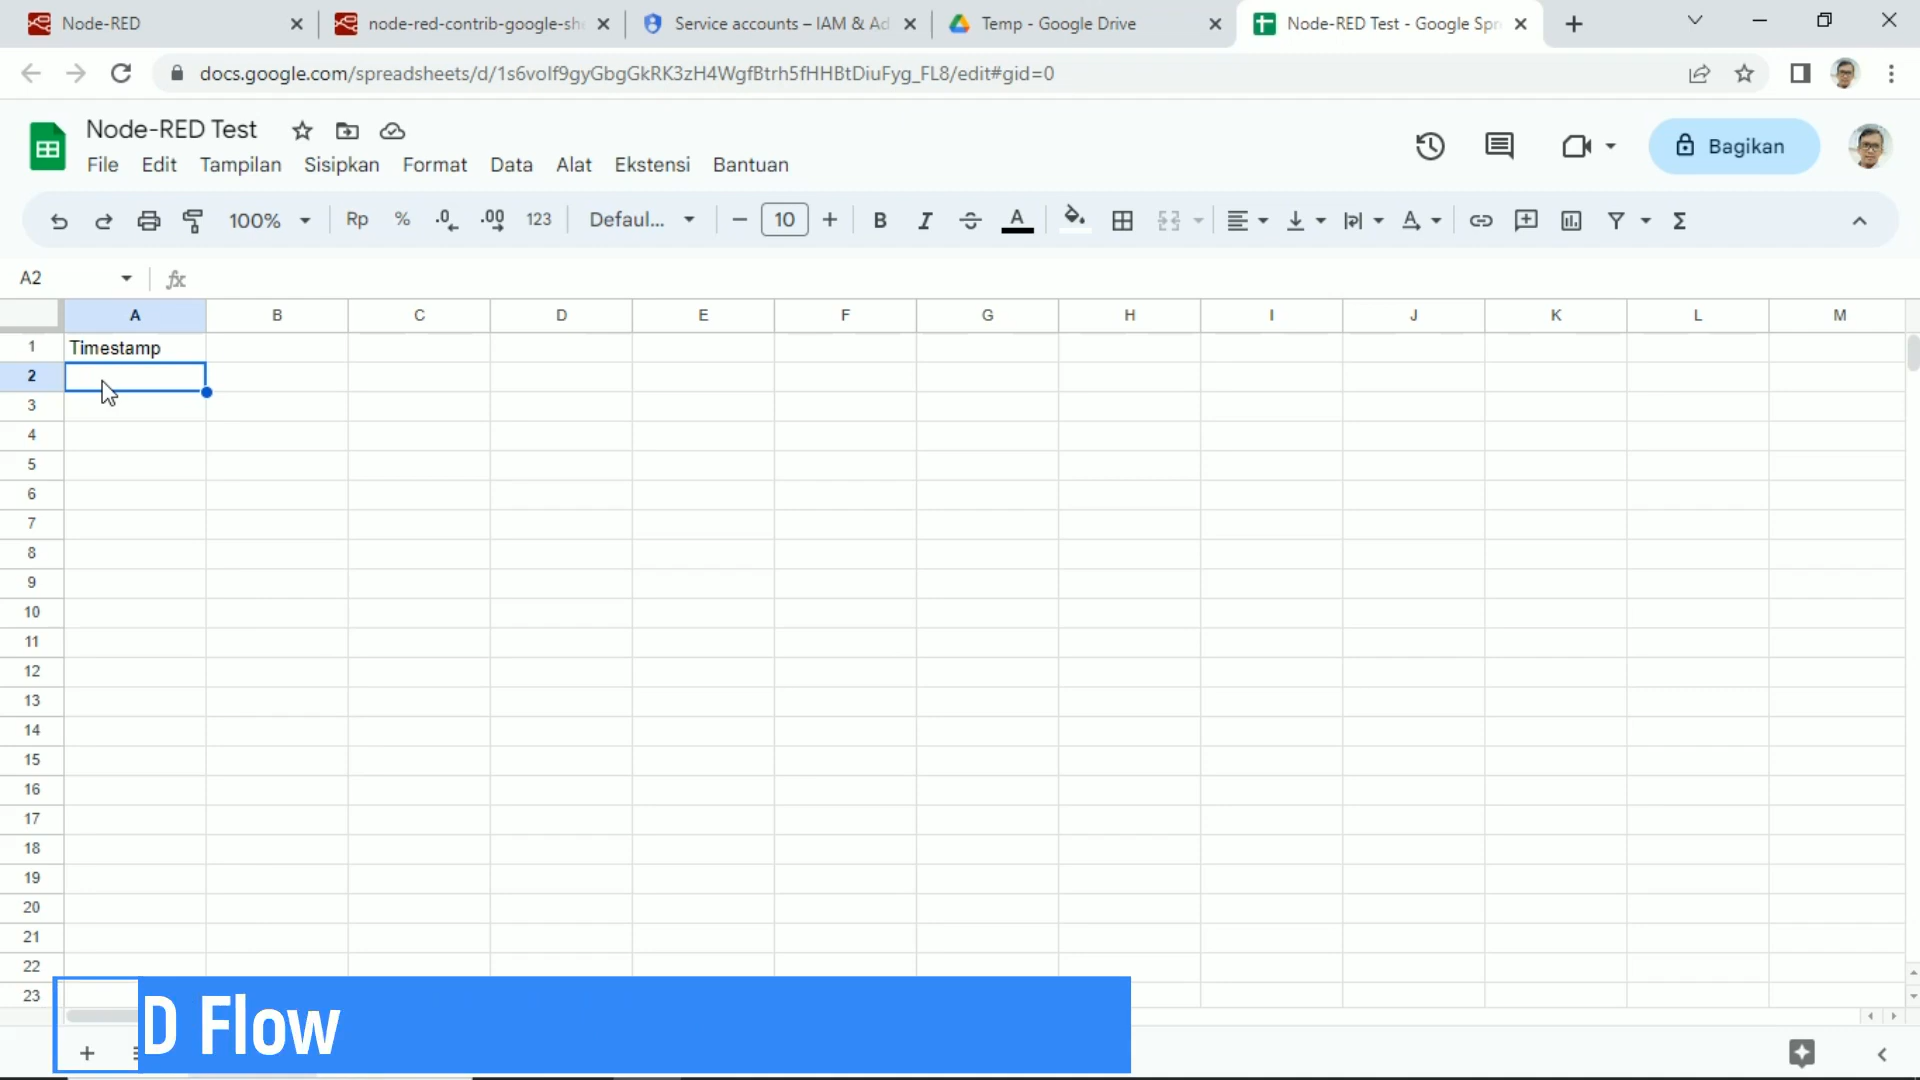 Node-RED
node-red-contrib-google-she
Service accounts – IAM & Ad
Temp - Google Drive
Node-RED Test - Google Spre
docs.google.com/spreadsheets/d/1s6volf9gyGbgGkRK3zH4WgfBtrh5fHHBtDiuFyg_FL8/edit#gid=0
Node-RED Test
File Edit Tampilan Sisipkan Format Data Alat Ekstensi Bantuan
Bagikan
100% Rp % .0 .00 123 Defaul... 10 B I A
A2 fx
A B C D E F G H I J K L M
1 Timestamp
2
3
4
5
6
7
8
9
10
11
12
13
14
15
16
17
18
19
20
21
22
23
D Flow